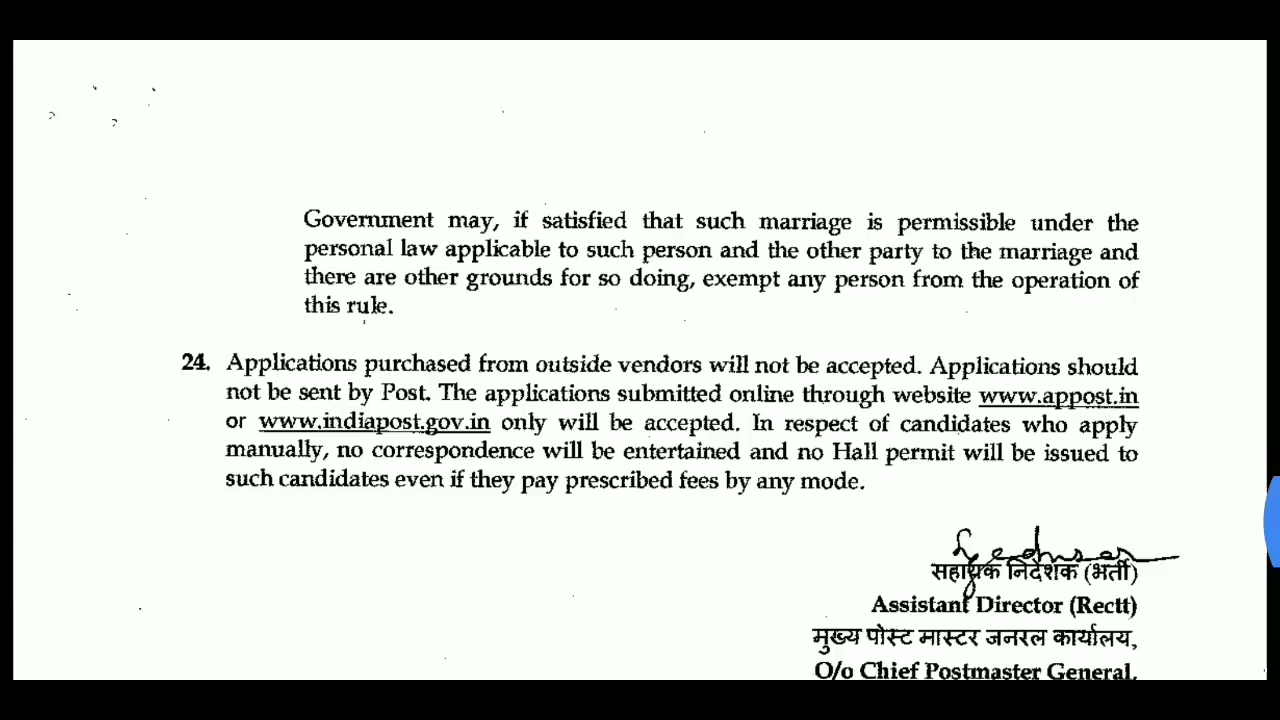 Government may, if satisfied that such marriage is permissible under the
personal law applicable to such person and the other party to the marriage and
there are other grounds for so doing, exempt any person from the operation of
this rule.
24. Applications purchased from outside vendors will not be accepted. Applications should
not be sent by Post. The applications submitted online through website www.appost.in
or www.indiapost.gov.in only will be accepted. In respect of candidates who apply
manually, no correspondence will be entertained and no Hall permit will be issued to
such candidates even if they pay prescribed fees by any mode.
सहायक निदेशक (भर्ती)
Assistant Director (Rectt)
मुख्य पोस्ट मास्टर जनरल कार्यालय,
O/o Chief Postmaster General,